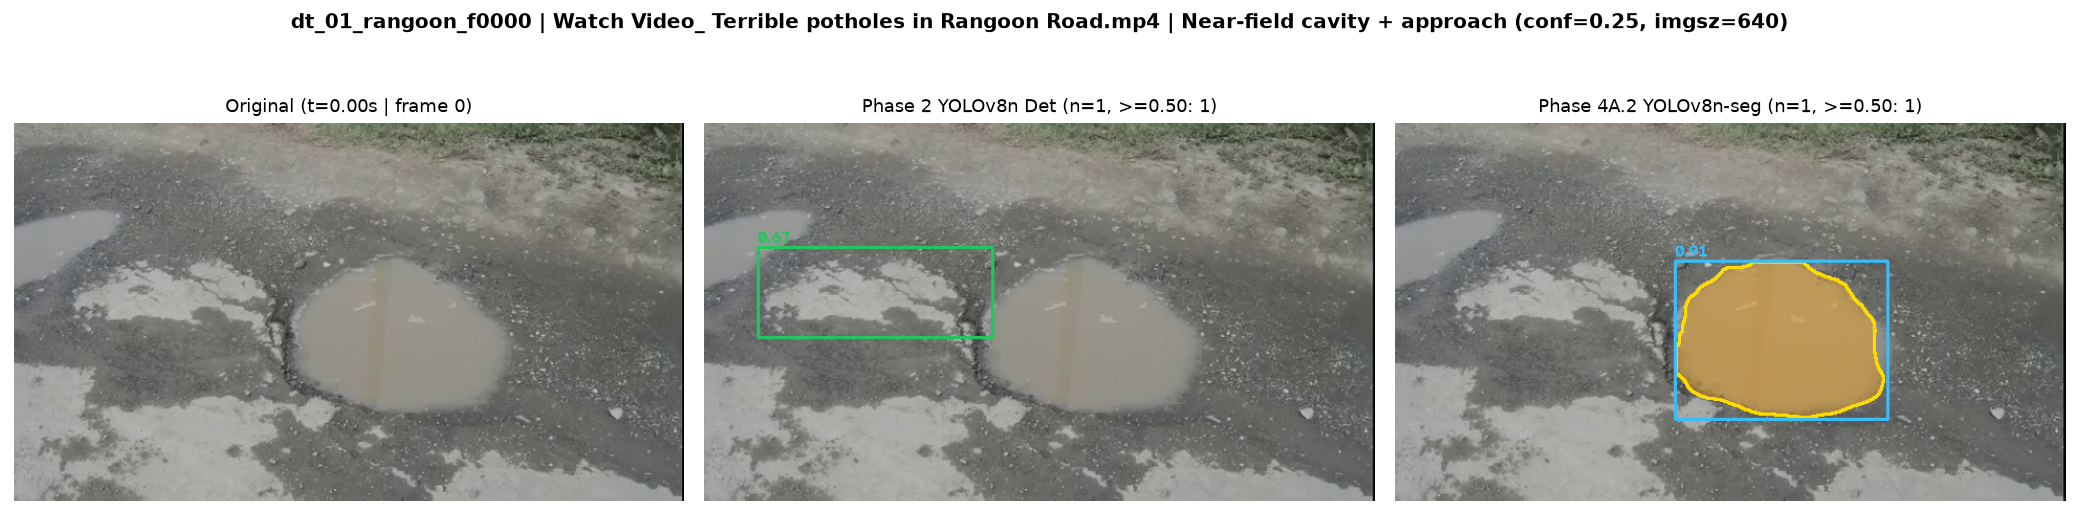 dt_01_rangoon_f0000 | Watch Video_ Terrible potholes in Rangoon Road.mp4 | Near-field cavity + approach (conf=0.25, imgsz=640)
Original (t=0.00s | frame 0)
Phase 2 YOLOv8n Det (n=1, >=0.50: 1)
Phase 4A.2 YOLOv8n-seg (n=1, >=0.50: 1)
0.67
0.91